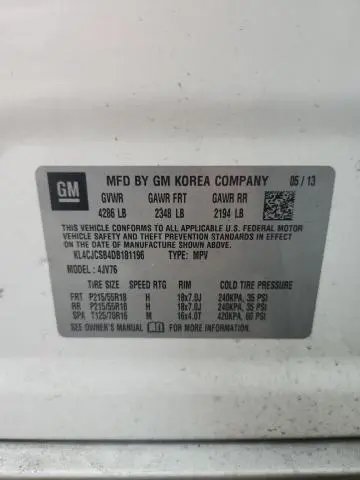 GM
MFD BY GM KOREA COMPANY 05 / 13
GVWR GAWR FRT GAWR RR
4286 LB 2348 LB 2194 LB
THIS VEHICLE CONFORMS TO ALL APPLICABLE U.S. FEDERAL MOTOR
VEHICLE SAFETY, BUMPER, AND THEFT PREVENTION STANDARDS
IN EFFECT ON THE DATE OF MANUFACTURE SHOWN ABOVE.
KL4CJCSB4DB181196 TYPE: MPV
MODEL : 4JV76
TIRE SIZE SPEED RTG RIM COLD TIRE PRESSURE
FRT P215/55R18 H 18x7.0J 240KPA, 35 PSI
RR P215/55R18 H 18x7.0J 240KPA, 35 PSI
SPA T125/70R16 M 16x4.0T 420KPA, 60 PSI
SEE OWNER'S MANUAL FOR MORE INFORMATION